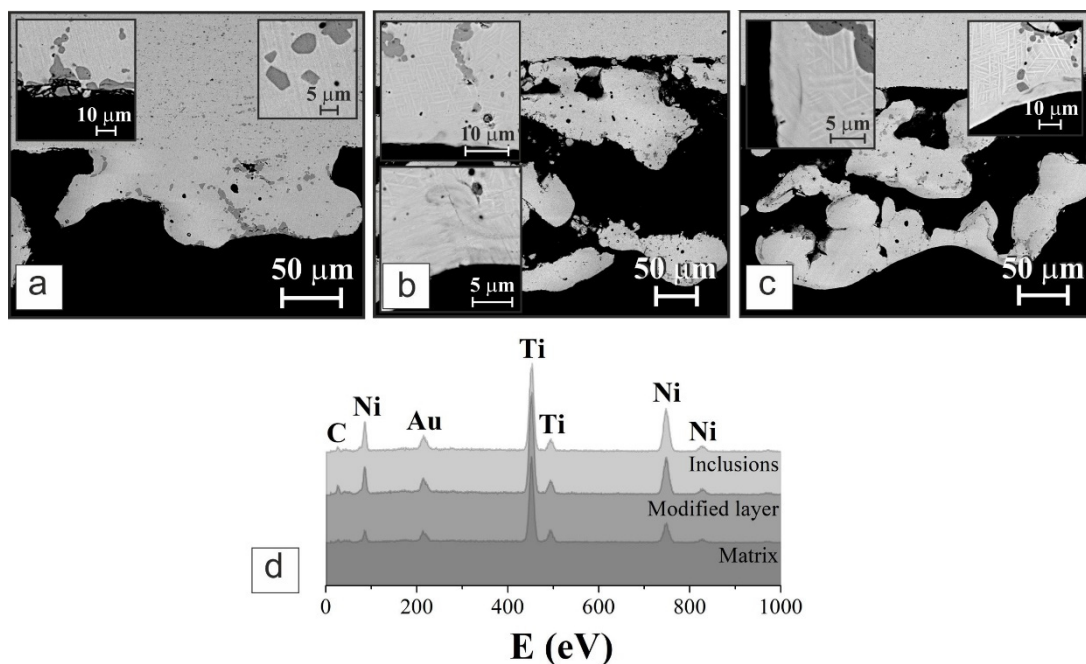 10 μm
5 μm
a
50 μm
10 μm
5 μm
b
50 μm
5 μm
10 μm
c
50 μm
Ti
Ni
Ni
Au
C
Ti
Ni
Inclusions
Modified layer
Matrix
d
0 200 400 600 800 1000
E (eV)